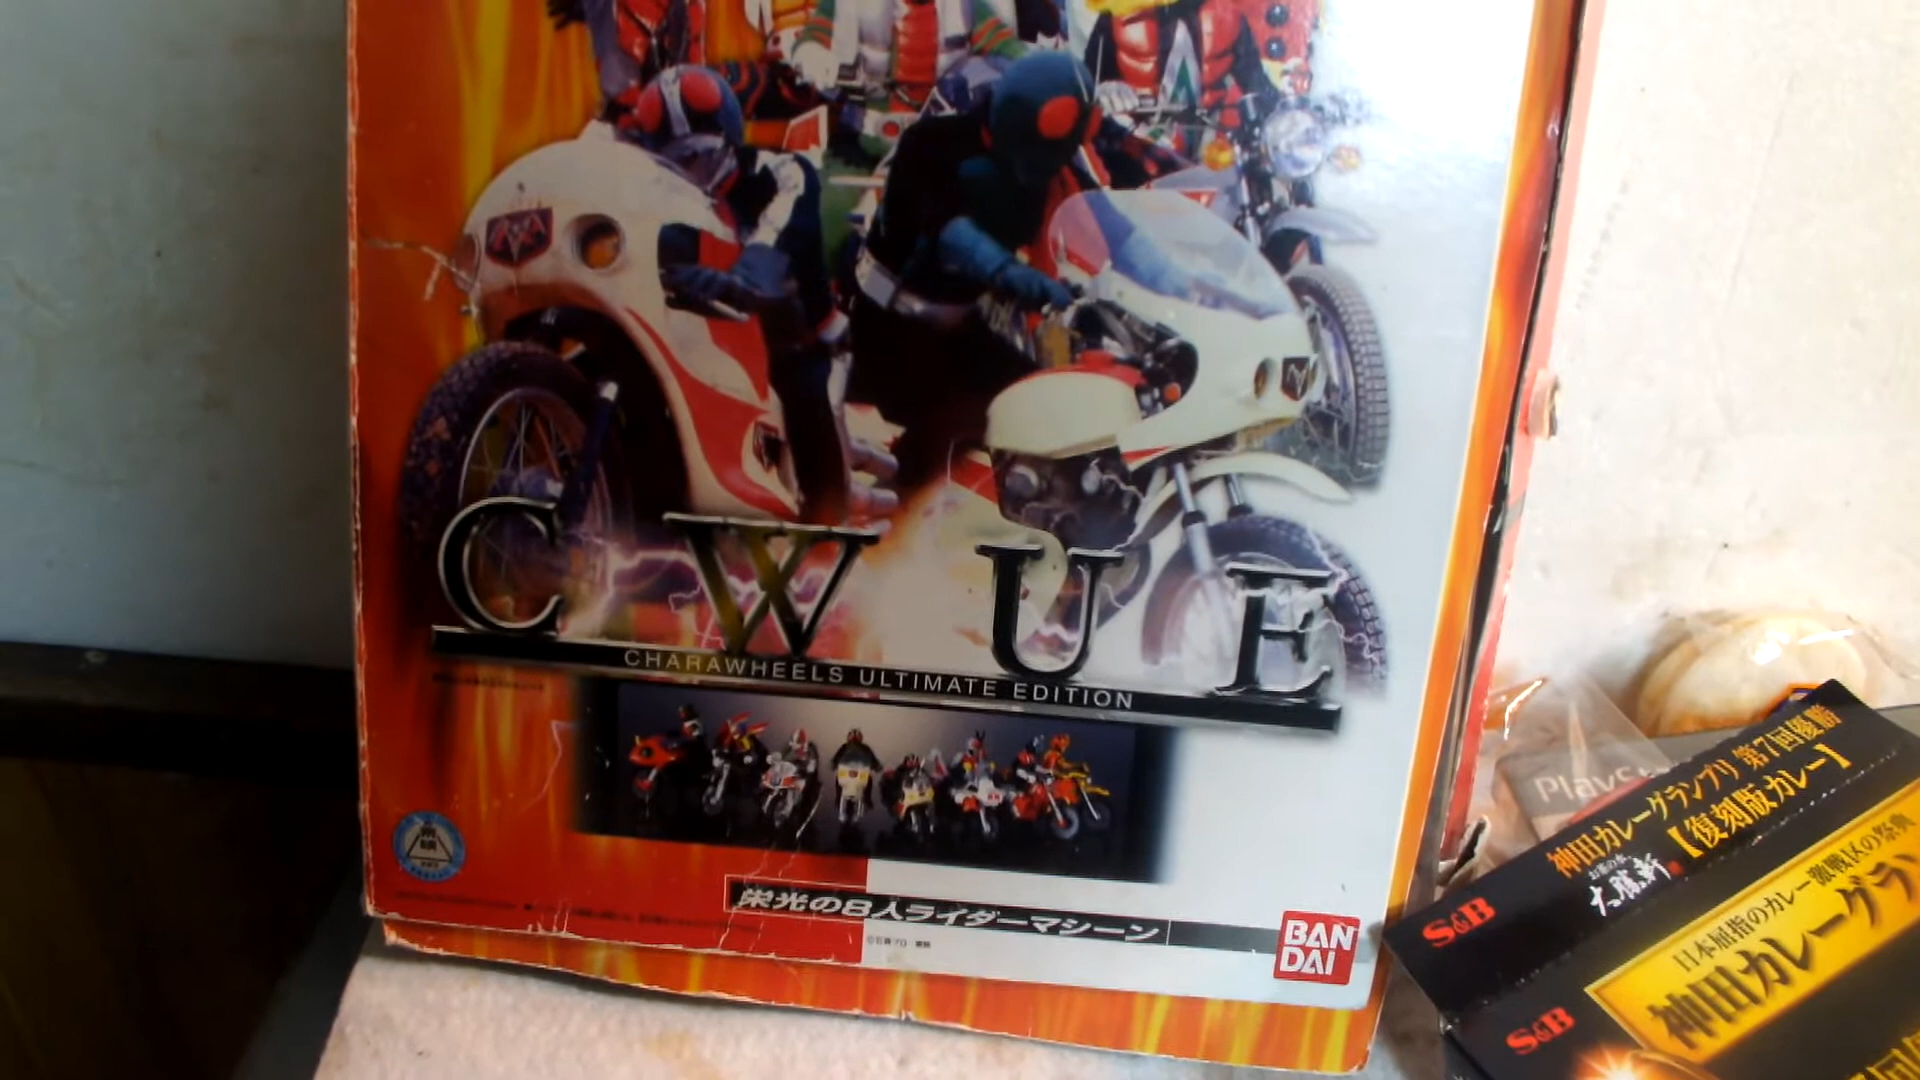 C W U E
CHARAWHEELS ULTIMATE EDITION
栄光の8人ライダーマシーン
BAN
DAI
PlayS
神田カレーグランプリ 第7回優勝
お茶の水、
大勝軒
【復刻版カレー】
S&B
日本屈指のカレー激戦区の祭典
神田カレーグラ
S&B